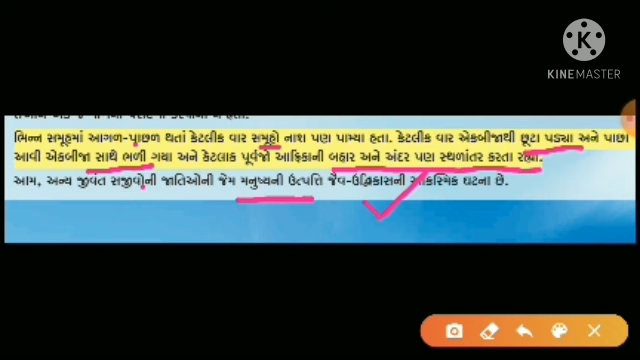 KINEMASTER
ભિન્ન સમૂહમાં આગળ-પાછળ થતાં કેટલીક વાર સમૂહો નાશ પણ પામ્યા હતા. કેટલીક વાર એકબીજાથી છૂટા પડ્યા અને પાછા
આવી એકબીજા સાથે ભળી ગયા અને કેટલાક પૂર્વજો આફ્રિકાની બહાર અને અંદર પણ સ્થળાંતર કરતા રહ્યા.
આમ, અન્ય જીવંત સજીવોની જાતિઓની જેમ મનુષ્યની ઉત્પત્તિ જૈવ-ઉદ્વિકાસની આકસ્મિક ઘટના છે.